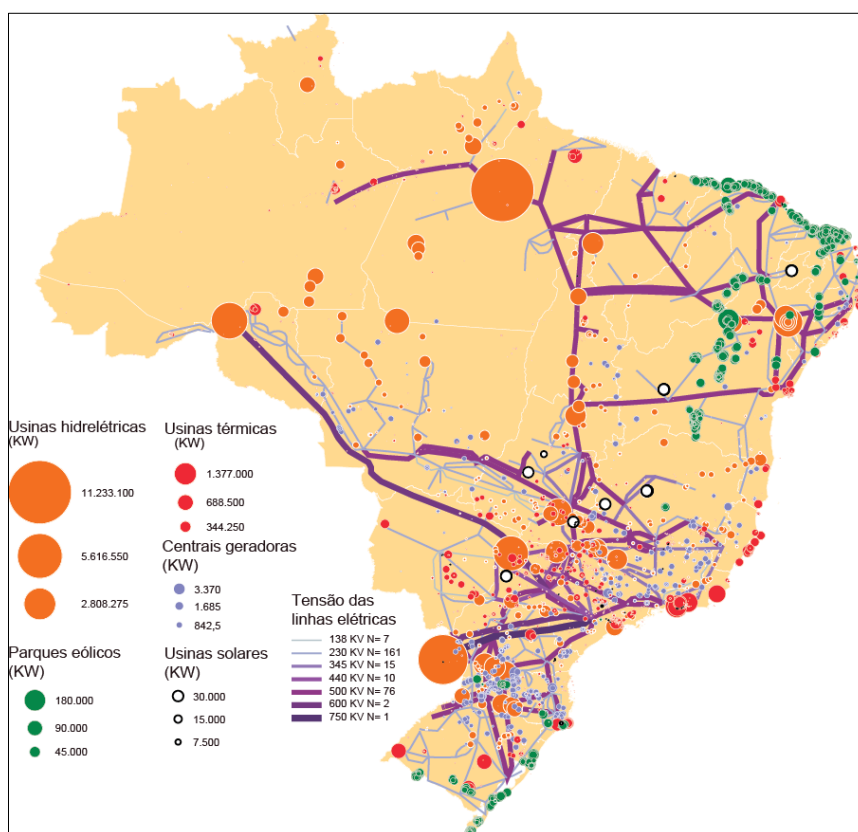 Usinas hidrelétricas
(KW)
11.233.100
5.616.550
2.808.275
Parques eólicos
(KW)
180.000
90.000
45.000
Usinas térmicas
(KW)
1.377.000
688.500
344.250
Centrais geradoras
(KW)
3.370
1.685
842,5
Usinas solares
(KW)
30.000
15.000
7.500
Tensão das
linhas elétricas
138 KV N= 7
230 KV N= 161
345 KV N= 15
440 KV N= 10
500 KV N= 76
600 KV N= 2
750 KV N= 1